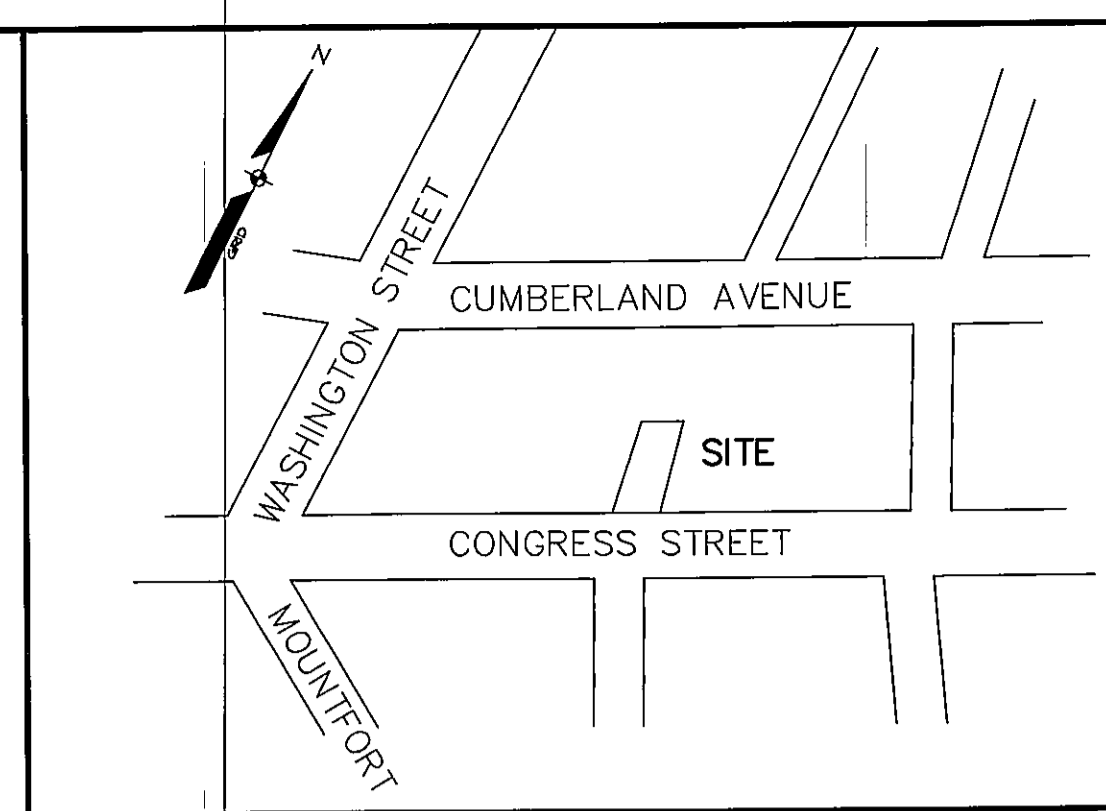 N
GRID
WASHINGTON STREET
CUMBERLAND AVENUE
SITE
CONGRESS STREET
MOUNTFORT